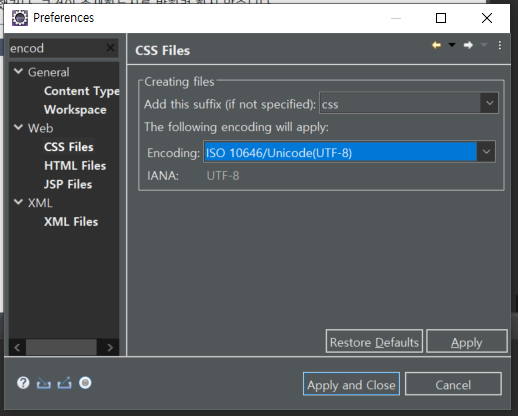 Preferences
encod
CSS Files
General
Content Type
Workspace
Web
CSS Files
HTML Files
JSP Files
XML
XML Files
Creating files
Add this suffix (if not specified): css
The following encoding will apply:
Encoding: ISO 10646/Unicode(UTF-8)
IANA: UTF-8
Restore Defaults
Apply
Apply and Close
Cancel